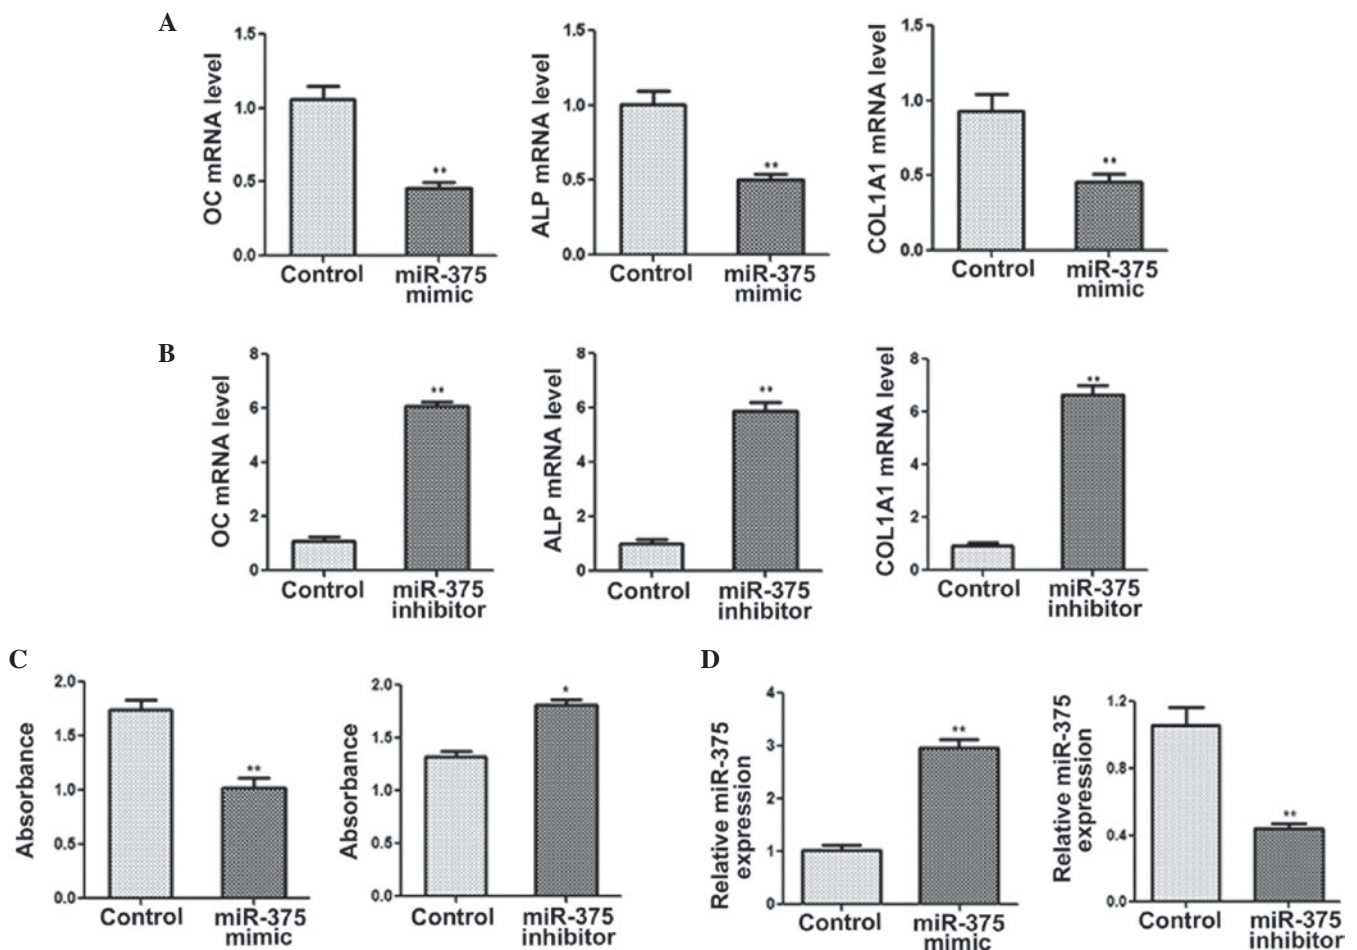 A
OC mRNA level
1.5
1.0
0.5
0.0
**
Control
miR-375
mimic
ALP mRNA level
1.5
1.0
0.5
0.0
**
Control
miR-375
mimic
COL1A1 mRNA level
1.5
1.0
0.5
0.0
**
Control
miR-375
mimic
B
OC mRNA level
8
6
4
2
0
**
Control
miR-375
inhibitor
ALP mRNA level
8
6
4
2
0
**
Control
miR-375
inhibitor
COL1A1 mRNA level
8
6
4
2
0
**
Control
miR-375
inhibitor
C
Absorbance
2.0
1.5
1.0
0.5
0.0
**
Control
miR-375
mimic
Absorbance
2.0
1.5
1.0
0.5
0.0
*
Control
miR-375
inhibitor
D
Relative miR-375
expression
4
3
2
1
0
**
Control
miR-375
mimic
Relative miR-375
expression
1.2
0.8
0.4
0.0
**
Control
miR-375
inhibitor